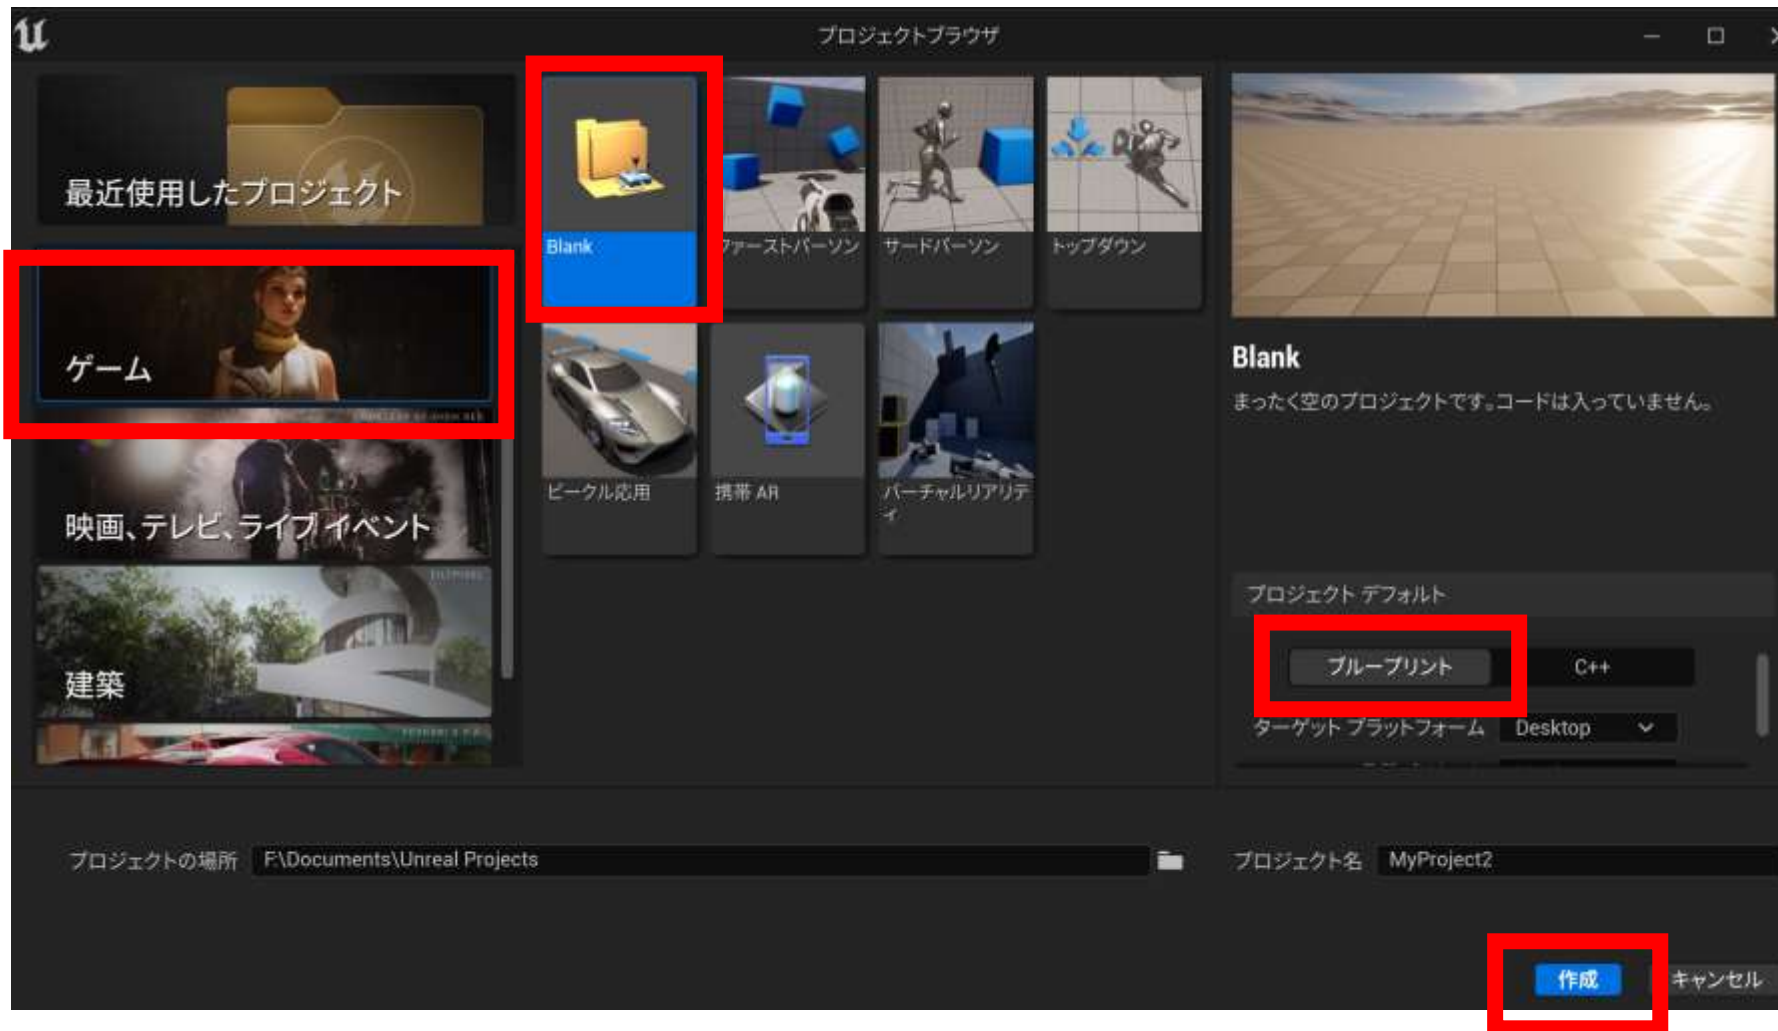 プロジェクトブラウザ
最近使用したプロジェクト
ゲーム
映画、テレビ、ライブ イベント
建築
Blank
ファーストパーソン
サードパーソン
トップダウン
ビークル応用
携帯 AR
バーチャルリアリテ
ィ
Blank
まったく空のプロジェクトです。コードは入っていません。
プロジェクト デフォルト
ブループリント
C++
ターゲット プラットフォーム
Desktop
プロジェクトの場所
F:\Documents\Unreal Projects
プロジェクト名
MyProject2
作成
キャンセル